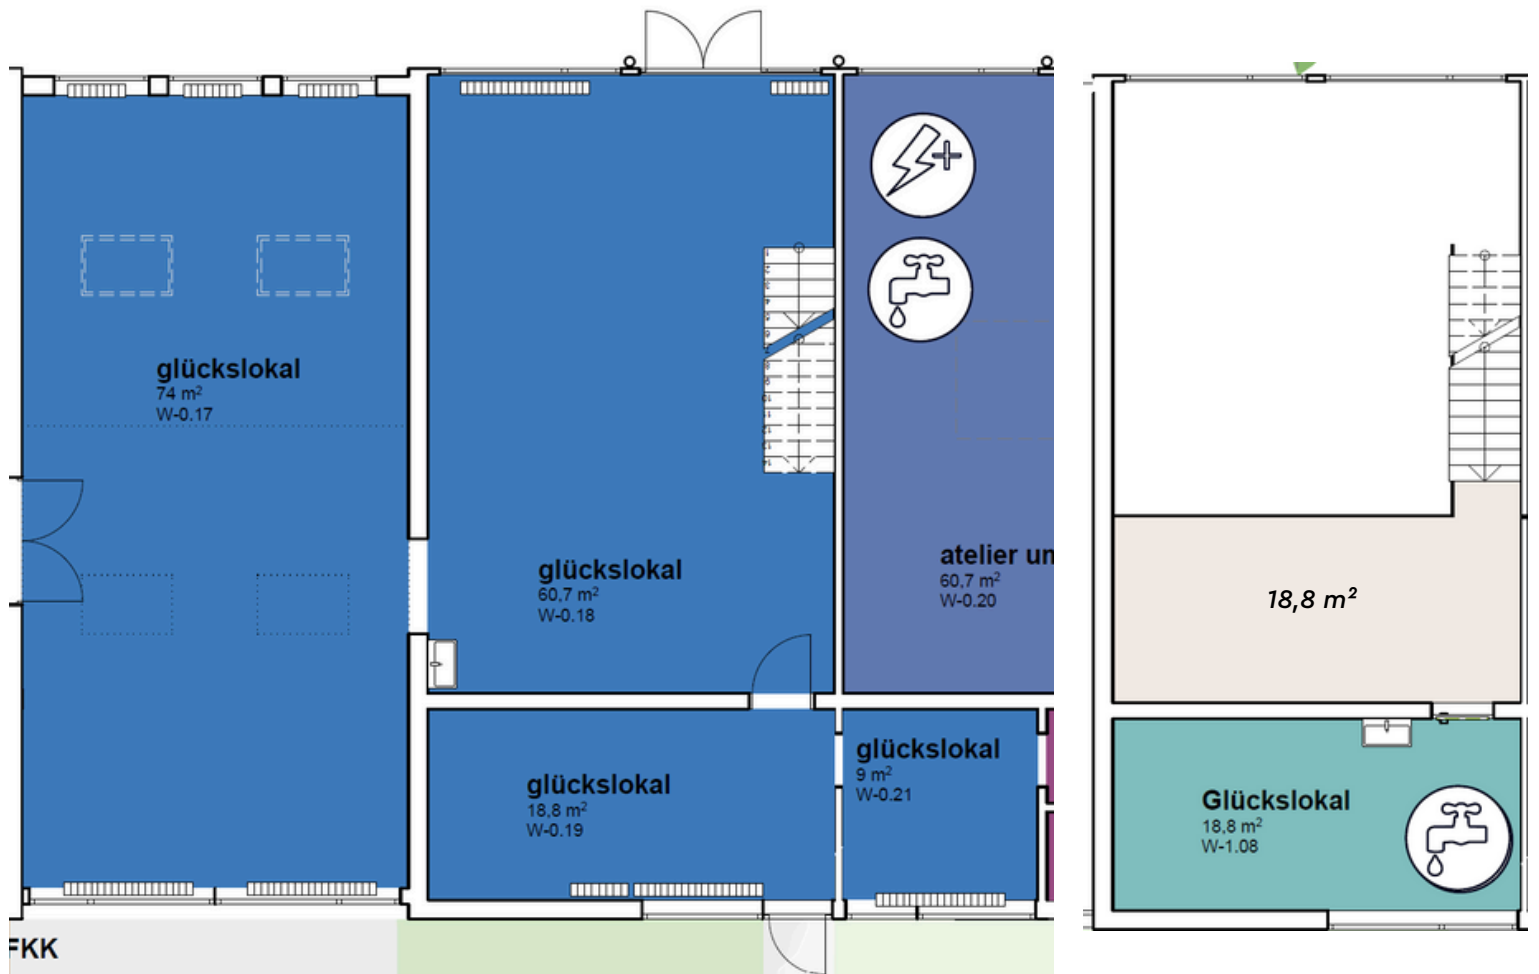 glückslokal
74 m²
W-0.17
glückslokal
60,7 m²
W-0.18
atelier un
60,7 m²
W-0.20
18,8 m²
glückslokal
18,8 m²
W-0.19
glückslokal
9 m²
W-0.21
Glückslokal
18,8 m²
W-1.08
FKK